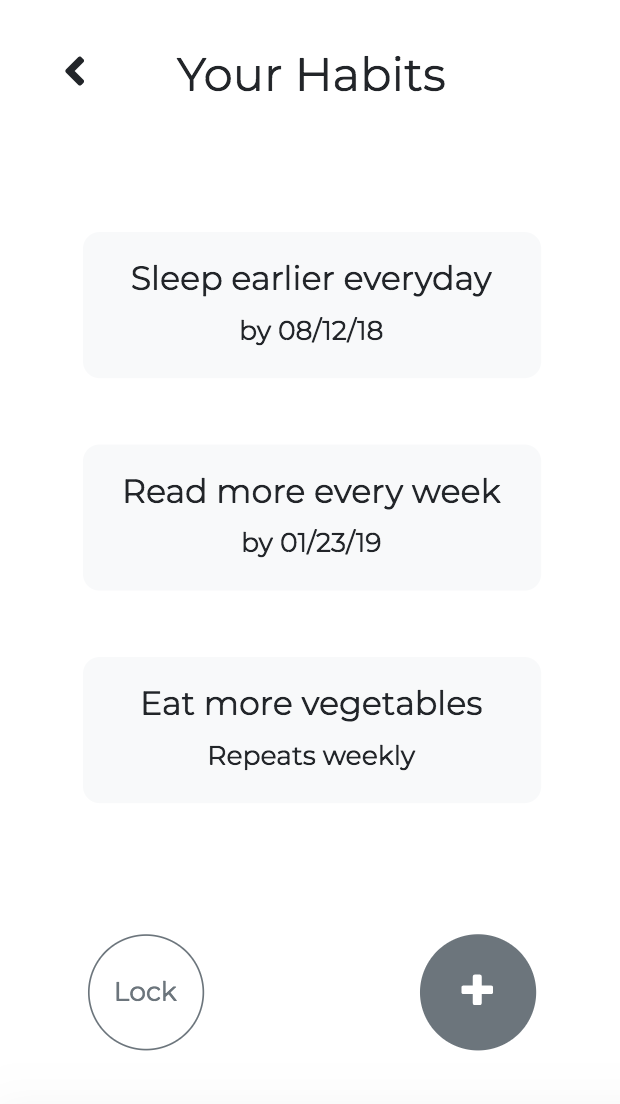 Your Habits
Sleep earlier everyday
by 08/12/18
Read more every week
by 01/23/19
Eat more vegetables
Repeats weekly
Lock